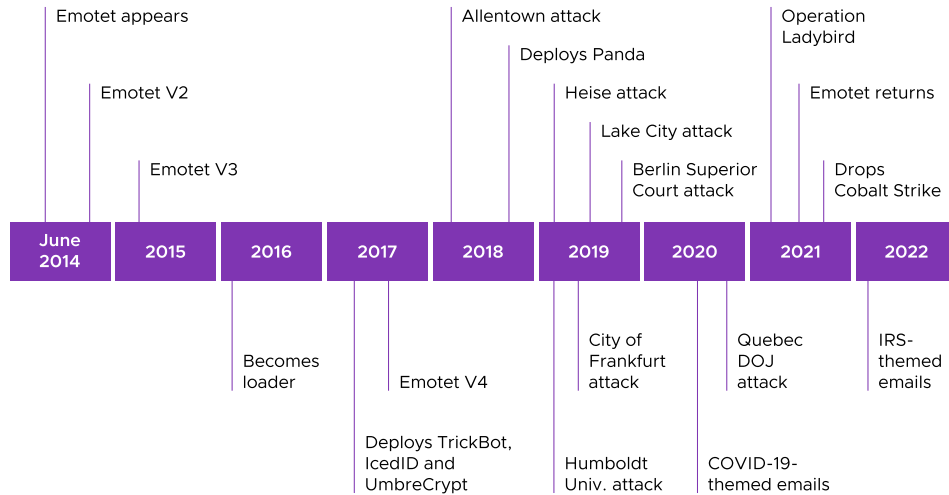 Emotet appears
Emotet V2
Emotet V3
Allentown attack
Deploys Panda
Heise attack
Lake City attack
Berlin Superior
Court attack
Operation
Ladybird
Emotet returns
Drops
Cobalt Strike
June
2014
2015
2016
2017
2018
2019
2020
2021
2022
Becomes
loader
Deploys TrickBot,
IcedID and
UmbreCrypt
Emotet V4
Humboldt
Univ. attack
City of
Frankfurt
attack
COVID-19-
themed emails
Quebec
DOJ
attack
IRS-
themed
emails